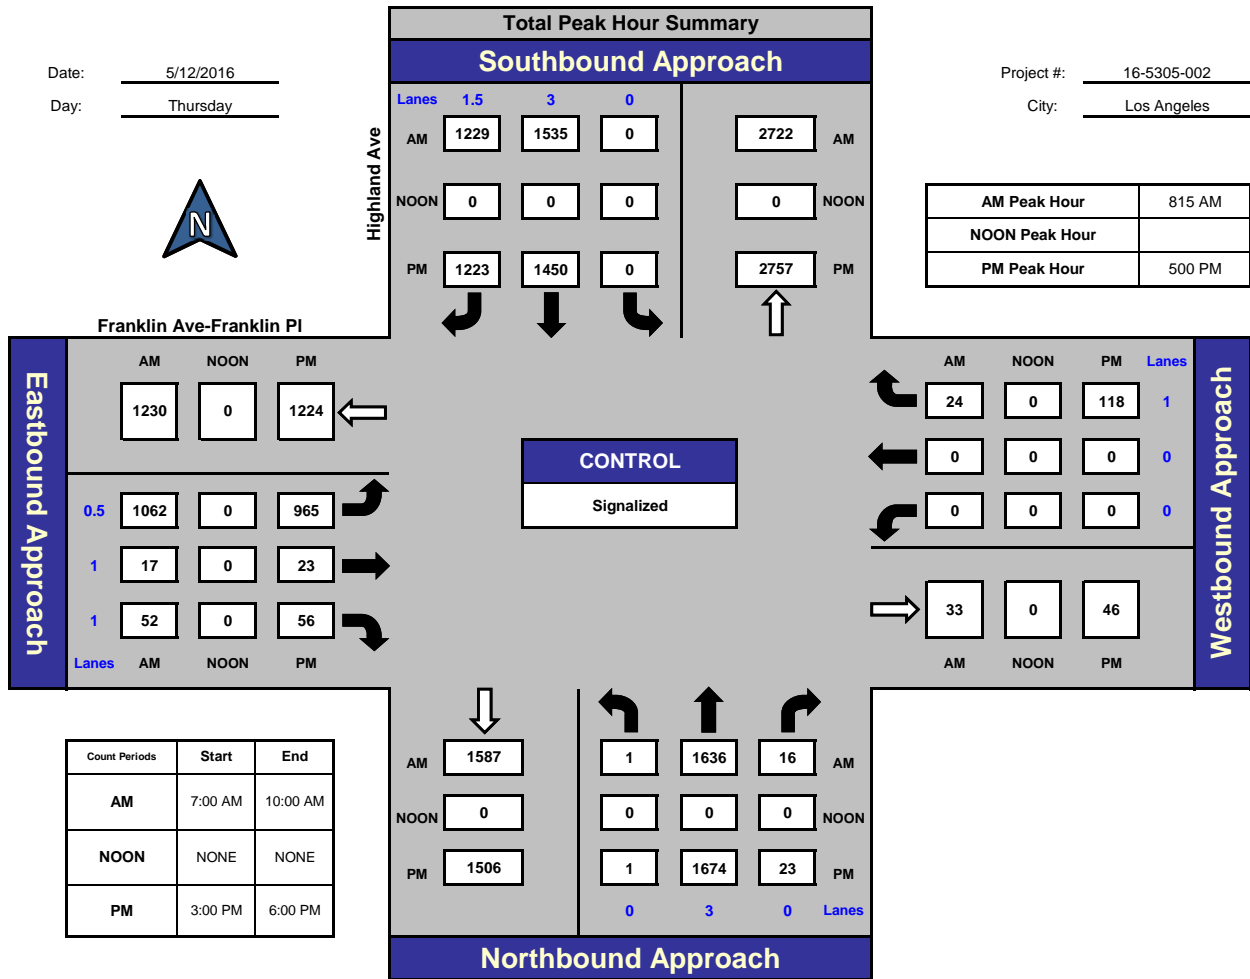 Total Peak Hour Summary
Southbound Approach
Date: 5/12/2016
Day: Thursday
Project #: 16-5305-002
City: Los Angeles
N
Highland Ave
Lanes 1.5 3 0
AM 1229 1535 0 2722 AM
NOON 0 0 0 0 NOON
PM 1223 1450 0 2757 PM
AM Peak Hour 815 AM
NOON Peak Hour
PM Peak Hour 500 PM
Franklin Ave-Franklin Pl
Eastbound Approach
AM NOON PM
1230 0 1224
0.5 1062 0 965
1 17 0 23
1 52 0 56
Lanes AM NOON PM
CONTROL
Signalized
AM NOON PM Lanes
24 0 118 1
0 0 0 0
0 0 0 0
33 0 46
AM NOON PM
Westbound Approach
Count Periods Start End
AM 7:00 AM 10:00 AM
NOON NONE NONE
PM 3:00 PM 6:00 PM
AM 1587 1 1636 16 AM
NOON 0 0 0 0 NOON
PM 1506 1 1674 23 PM
0 3 0 Lanes
Northbound Approach